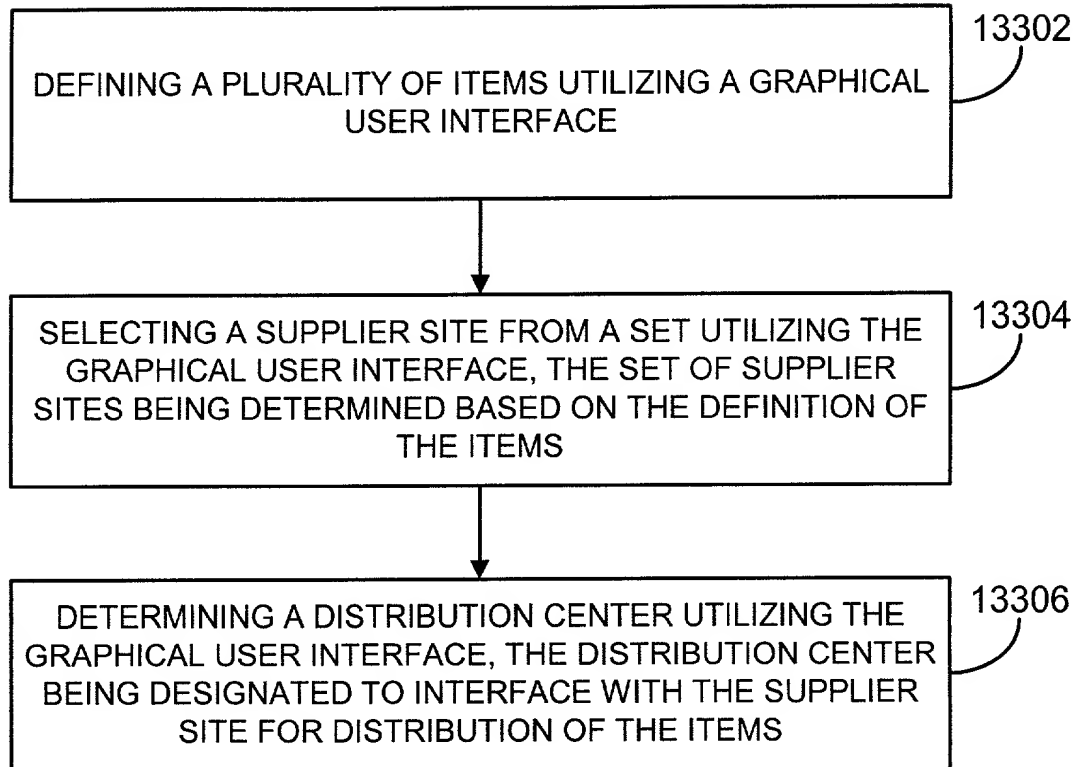 13302
DEFINING A PLURALITY OF ITEMS UTILIZING A GRAPHICAL
USER INTERFACE
13304
SELECTING A SUPPLIER SITE FROM A SET UTILIZING THE
GRAPHICAL USER INTERFACE, THE SET OF SUPPLIER
SITES BEING DETERMINED BASED ON THE DEFINITION OF
THE ITEMS
13306
DETERMINING A DISTRIBUTION CENTER UTILIZING THE
GRAPHICAL USER INTERFACE, THE DISTRIBUTION CENTER
BEING DESIGNATED TO INTERFACE WITH THE SUPPLIER
SITE FOR DISTRIBUTION OF THE ITEMS